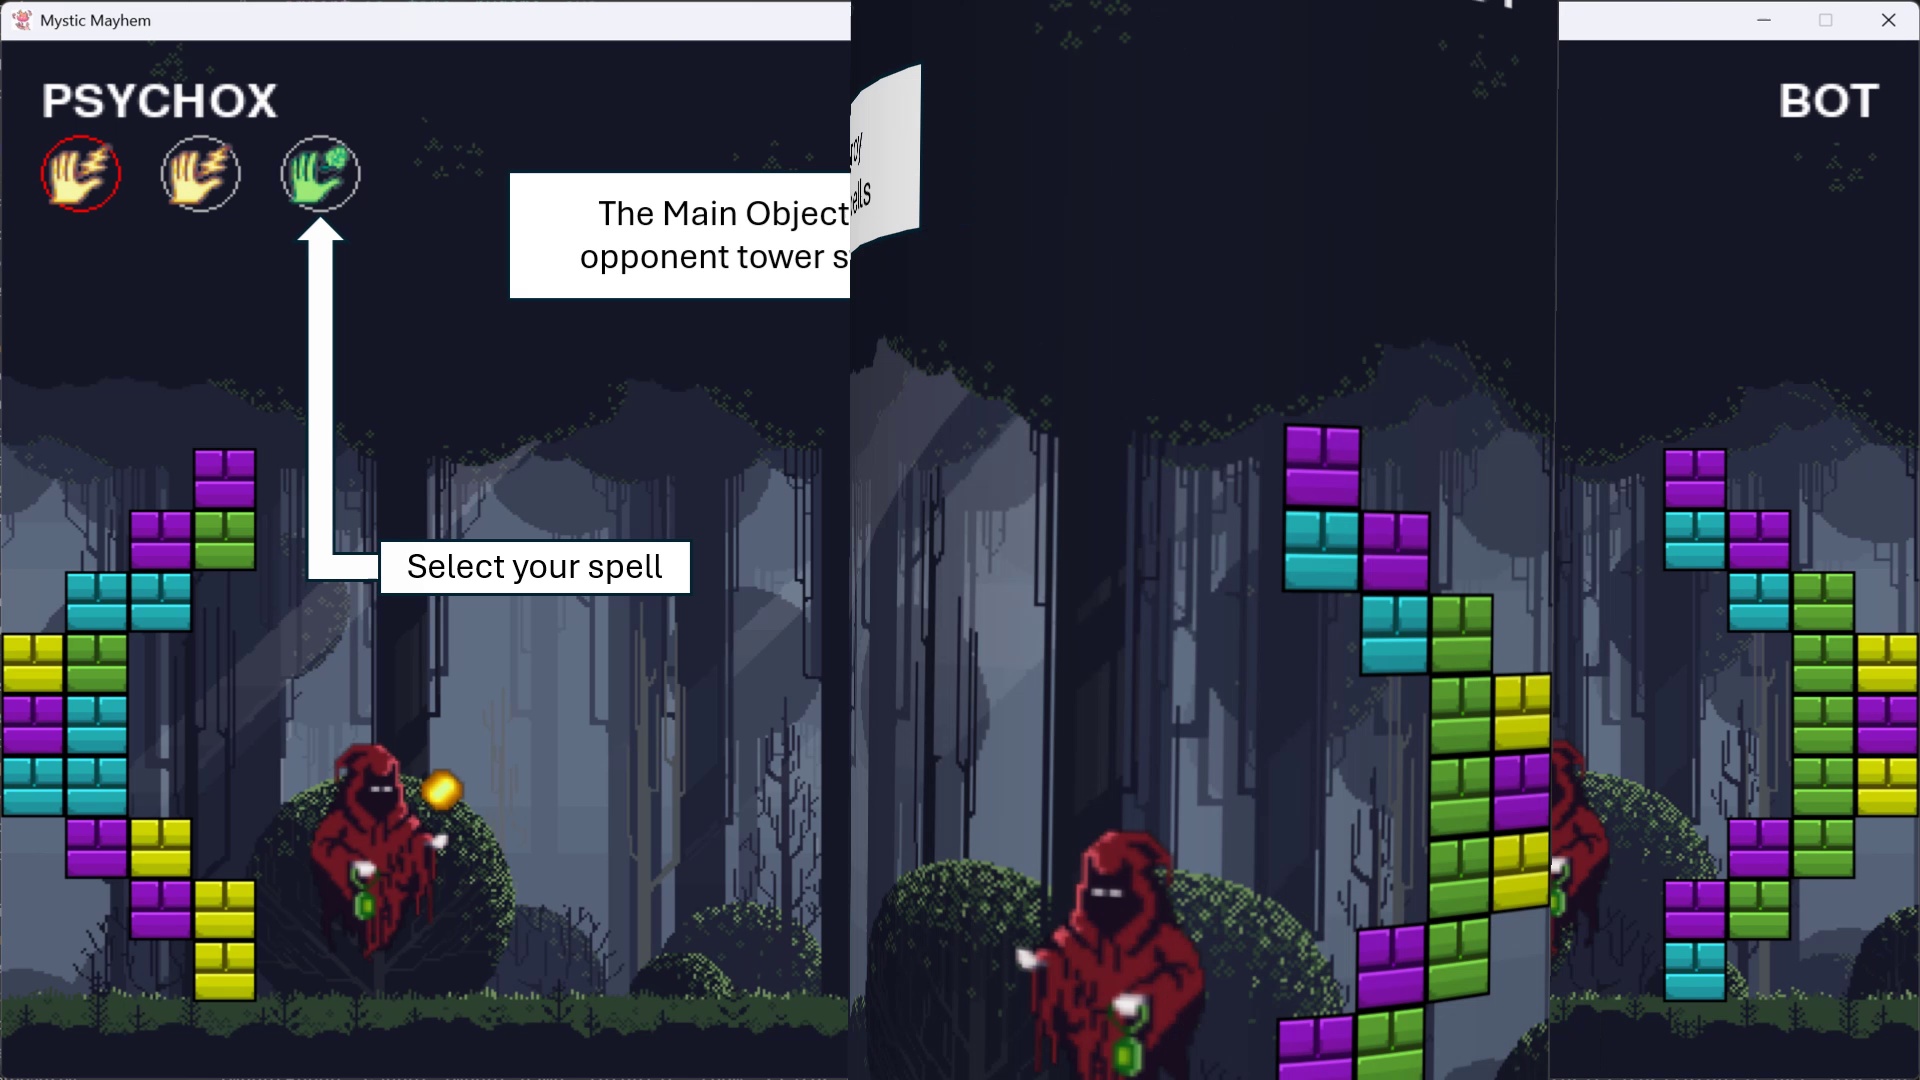 Mystic Mayhem
PSYCHOX
BOT
The Main Object
opponent tower s
Select your spell